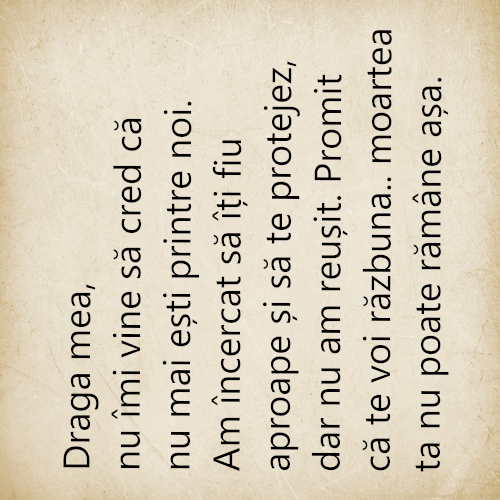 Draga mea,
nu îmi vine să cred că
nu mai ești printre noi.
Am încercat să îți fiu
aproape și să te protejez,
dar nu am reușit. Promit
că te voi răzbuna.. moartea
ta nu poate rămâne așa.